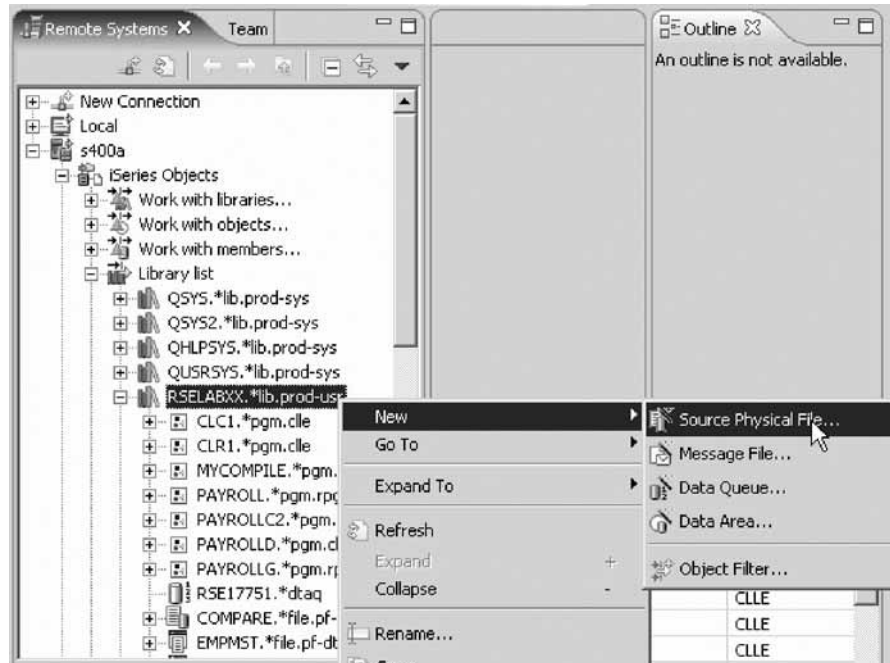 Remote Systems
Team
Outline
An outline is not available.
New Connection
Local
s400a
iSeries Objects
Work with libraries...
Work with objects...
Work with members...
Library list
QSYS.*lib.prod-sys
QSYS2.*lib.prod-sys
QHLPSYS.*lib.prod-sys
QUSRSYS.*lib.prod-sys
RSELABXX.*lib.prod-usr
CLC1.*pgm.clle
CLR1.*pgm.clle
MYCOMPILE.*pgm.
PAYROLL.*pgm.rpg
PAYROLLC2.*pgm.
PAYROLLD.*pgm.cl
PAYROLLG.*pgm.rp
RSE17751.*dtaq
COMPARE.*file.pf-
EMPMST.*file.pf-dt
New
Go To
Expand To
Refresh
Expand +
Collapse -
Rename...
Source Physical File...
Message File...
Data Queue...
Data Area...
Object Filter...
CLLE
CLLE
CLLE